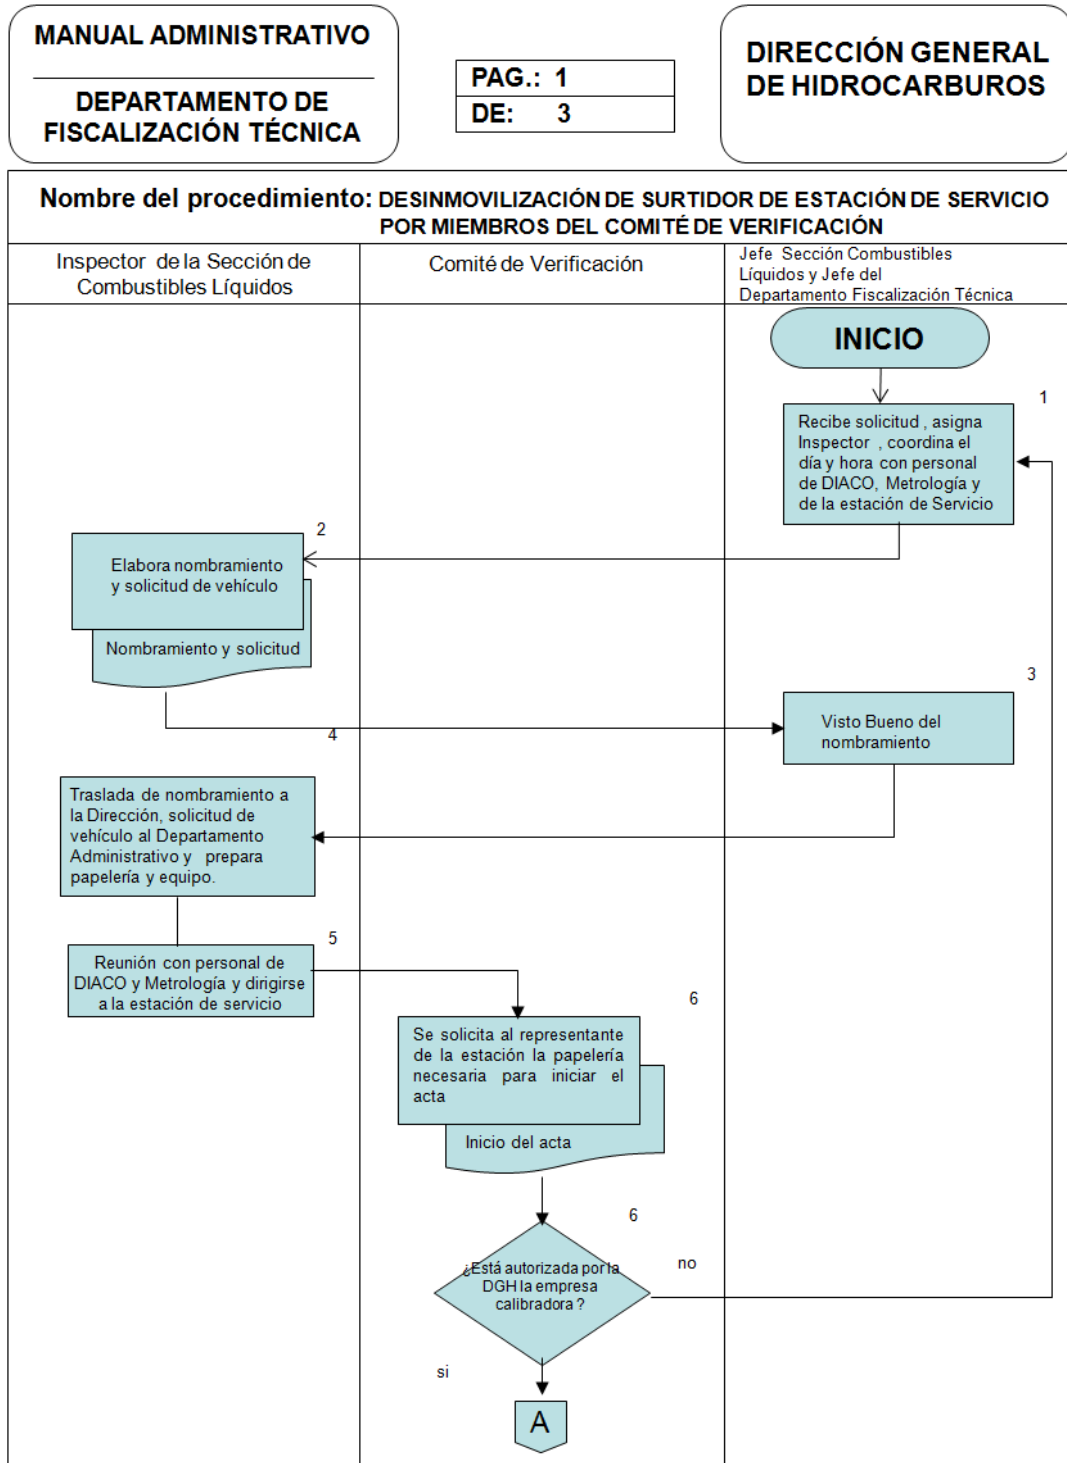 MANUAL ADMINISTRATIVO
DEPARTAMENTO DE
FISCALIZACIÓN TÉCNICA
PAG.: 1
DE: 3
DIRECCIÓN GENERAL
DE HIDROCARBUROS
Nombre del procedimiento: DESINMOVILIZACIÓN DE SURTIDOR DE ESTACIÓN DE SERVICIO
POR MIEMBROS DEL COMITÉ DE VERIFICACIÓN
Inspector de la Sección de
Combustibles Líquidos
Comité de Verificación
Jefe Sección Combustibles
Líquidos y Jefe del
Departamento Fiscalización Técnica
INICIO
1
Recibe solicitud , asigna
Inspector , coordina el
día y hora con personal
de DIACO, Metrología y
de la estación de Servicio
2
Elabora nombramiento
y solicitud de vehículo
Nombramiento y solicitud
3
Visto Bueno del
nombramiento
4
Traslada de nombramiento a
la Dirección, solicitud de
vehículo al Departamento
Administrativo y prepara
papelería y equipo.
5
Reunión con personal de
DIACO y Metrología y dirigirse
a la estación de servicio
6
Se solicita al representante
de la estación la papelería
necesaria para iniciar el
acta
Inicio del acta
6
¿Está autorizada por la
DGH la empresa
calibradora ?
no
si
A